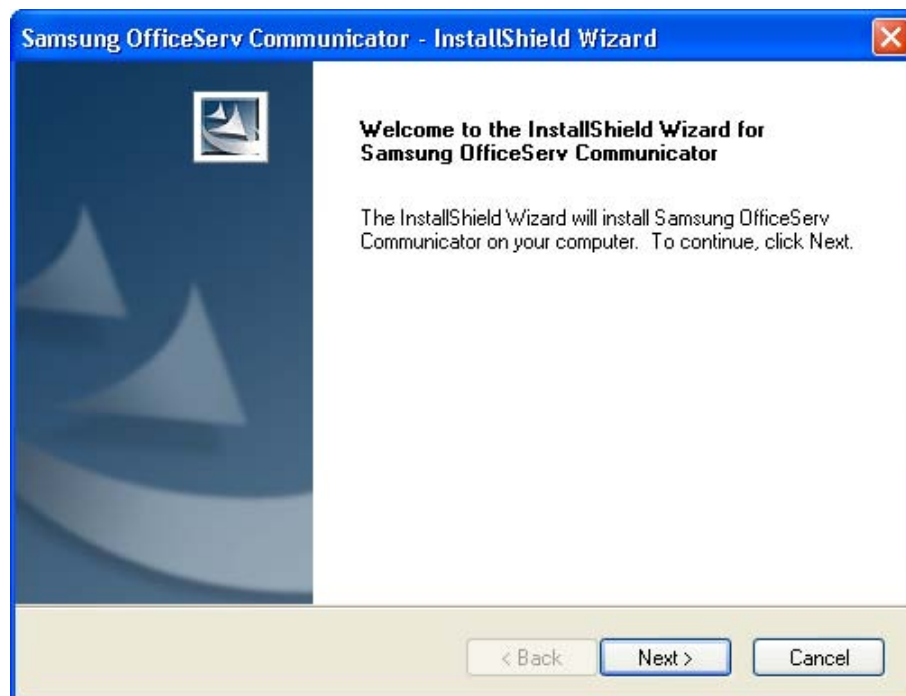 Samsung OfficeServ Communicator - InstallShield Wizard
Welcome to the InstallShield Wizard for
Samsung OfficeServ Communicator
The InstallShield Wizard will install Samsung OfficeServ
Communicator on your computer.  To continue, click Next.
< Back Next > Cancel